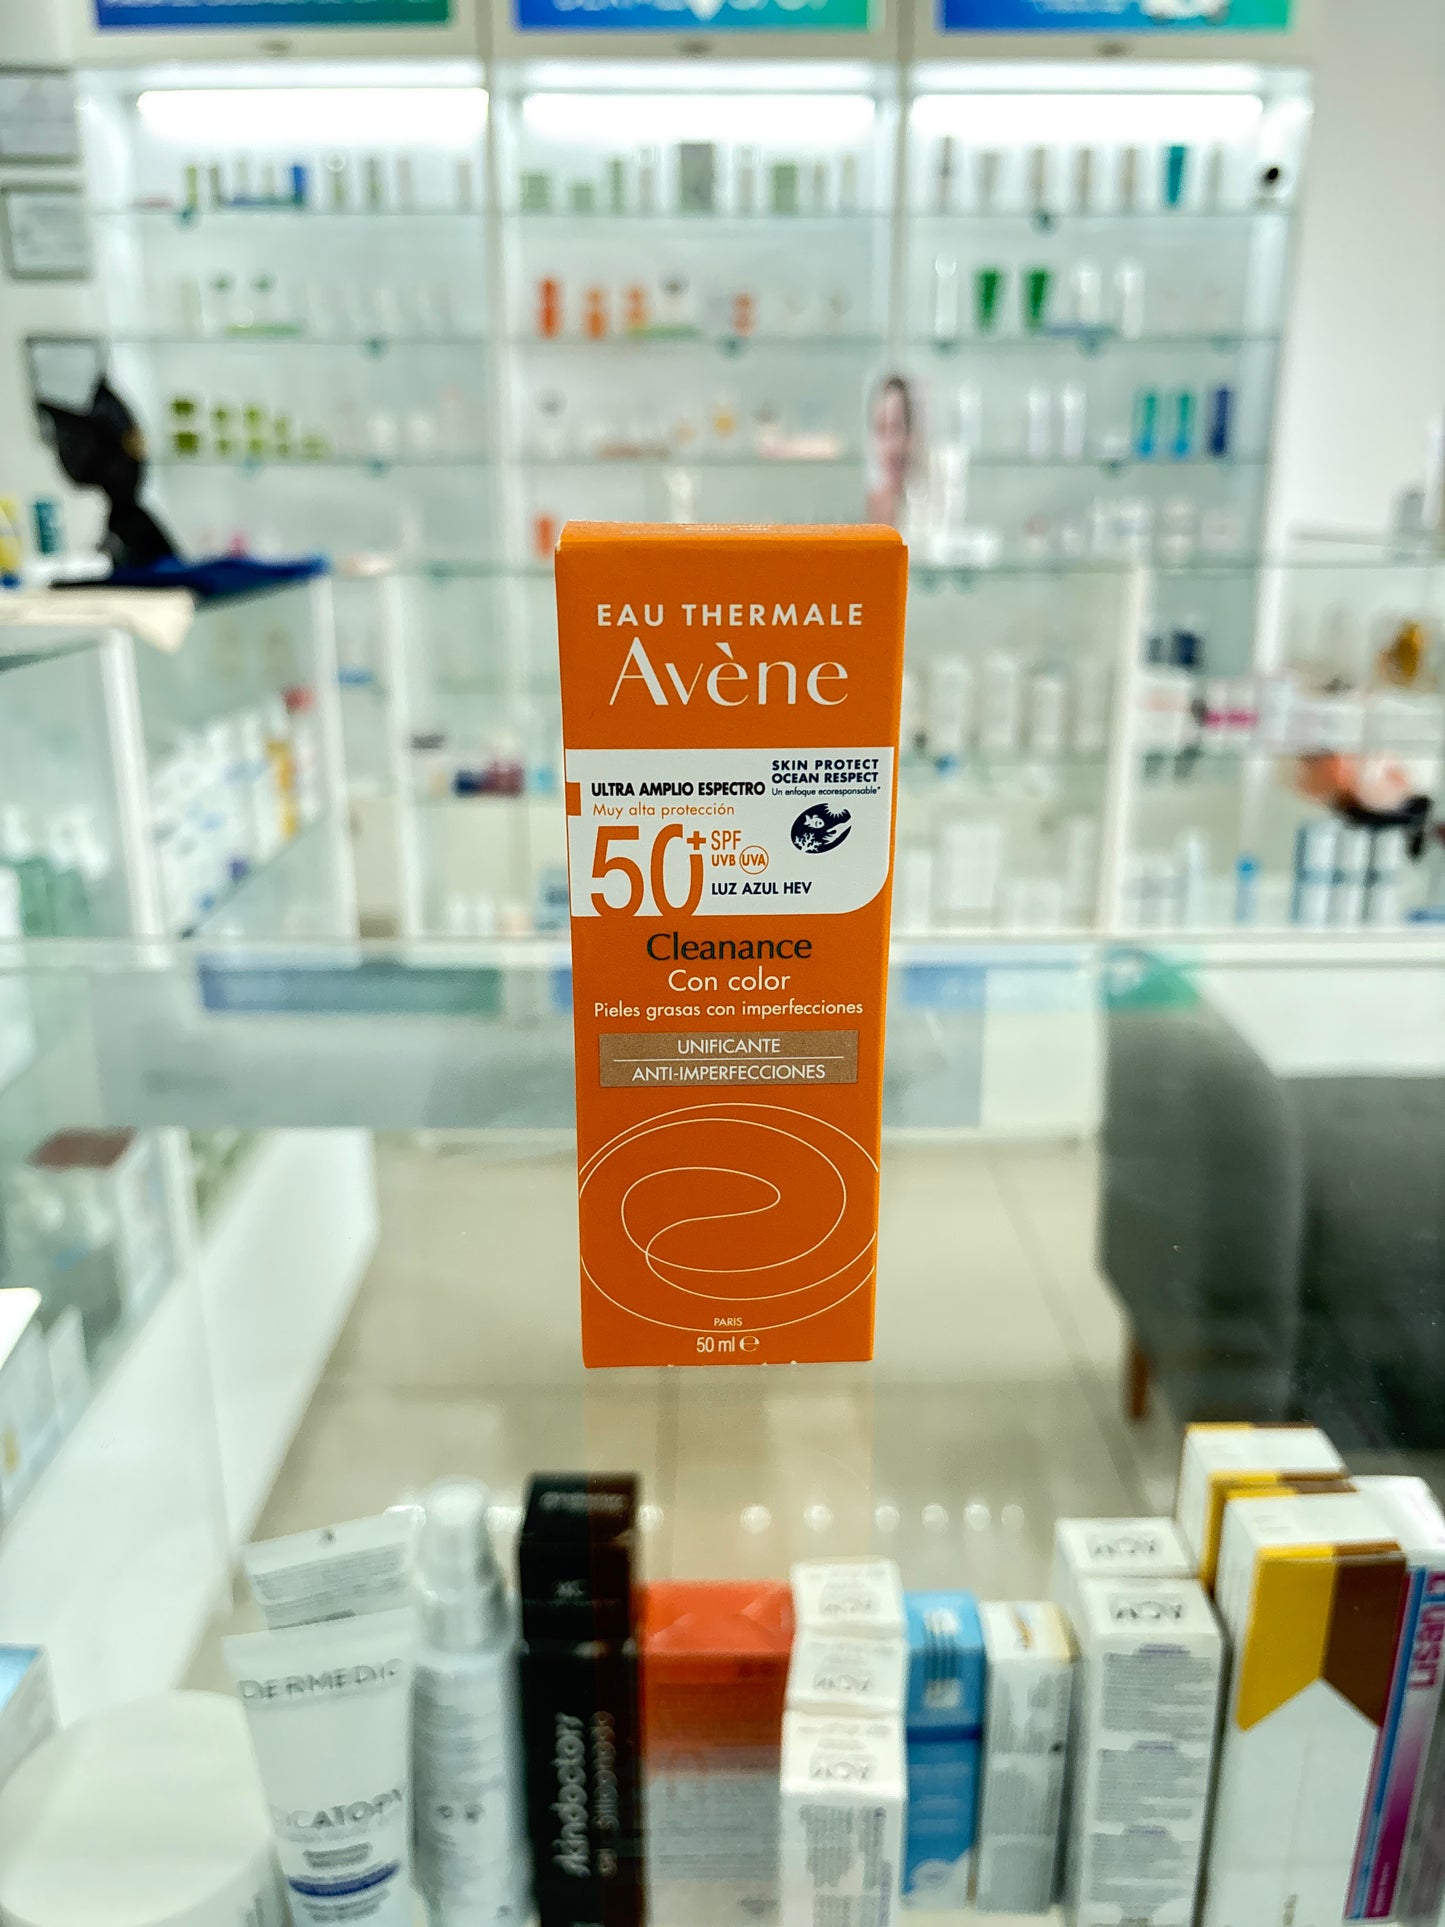 EAU THERMALE
Avène
SKIN PROTECT
OCEAN RESPECT
Un enfoque ecoresponsable*
ULTRA AMPLIO ESPECTRO
Muy alta protección
50+ SPF
UVB UVA
LUZ AZUL HEV
Cleanance
Con color
Pieles grasas con imperfecciones
UNIFICANTE
ANTI-IMPERFECCIONES
PARIS
50 ml ℮
DERMEDIC
skindoctors